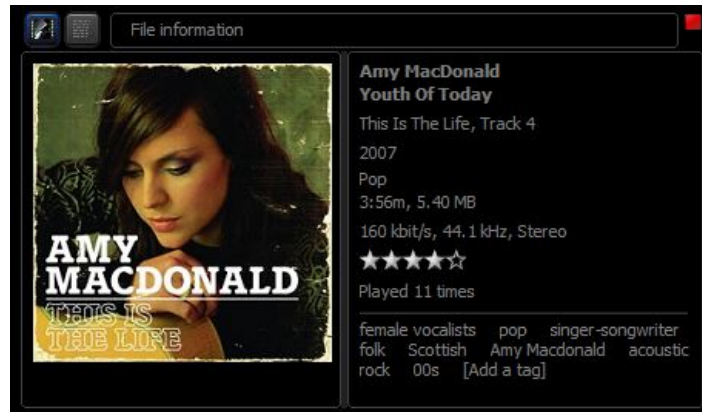 File information
AMY
MACDONALD
THIS IS
THE LIFE
Amy MacDonald
Youth Of Today
This Is The Life, Track 4
2007
Pop
3:56m, 5.40 MB
160 kbit/s, 44.1 kHz, Stereo
★★★★☆
Played 11 times
female vocalists pop singer-songwriter
folk Scottish Amy Macdonald acoustic
rock 00s [Add a tag]